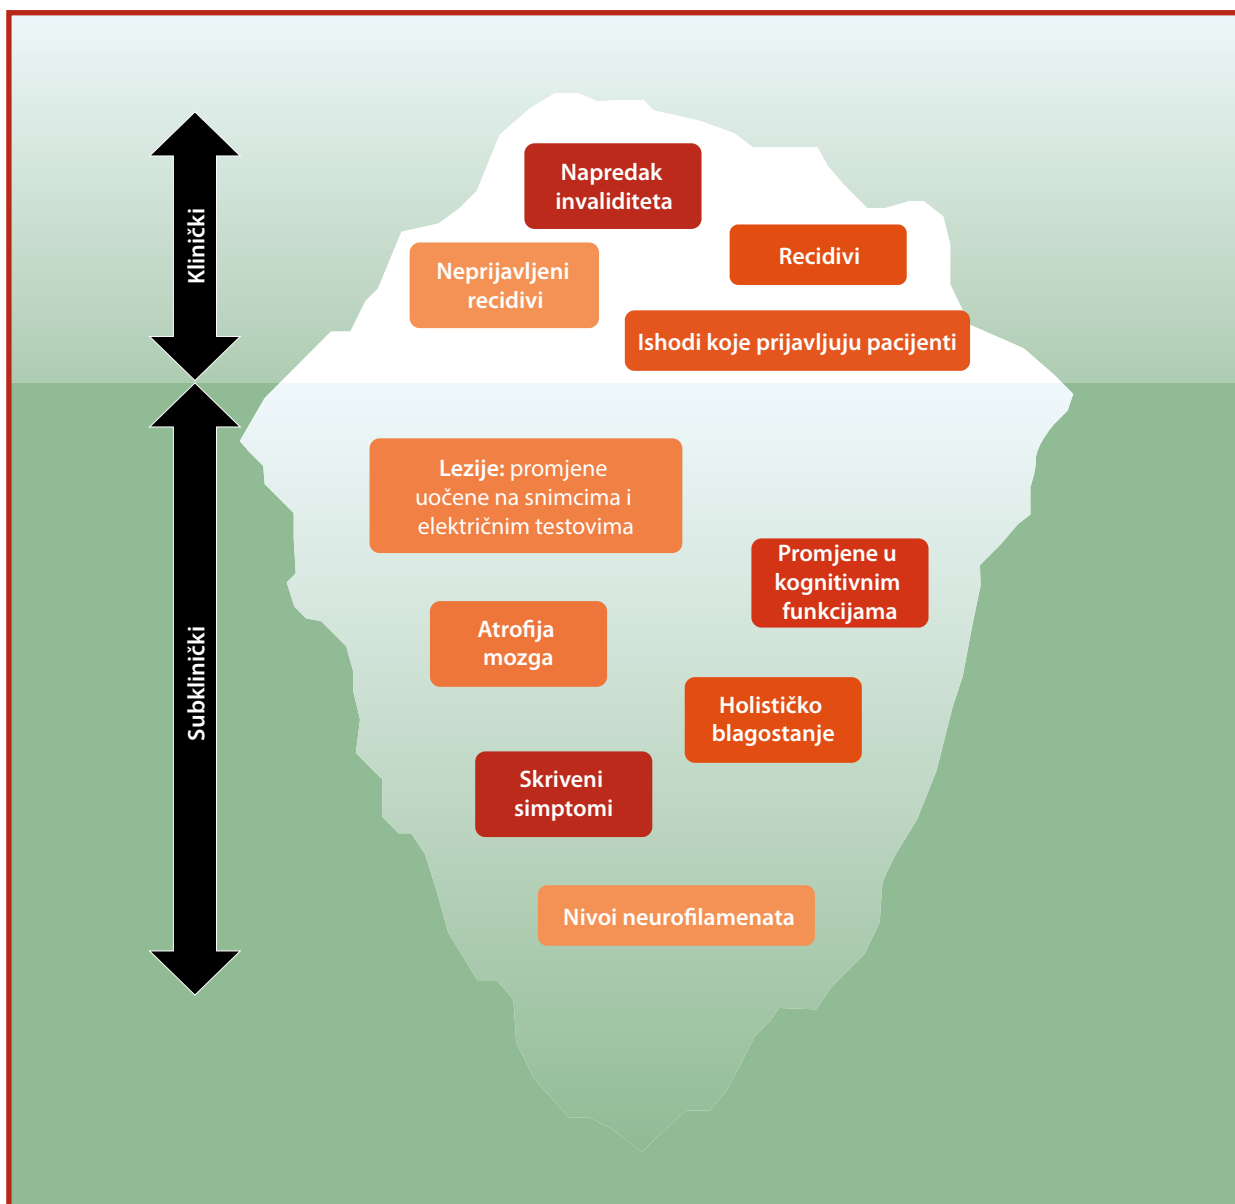 Klinički
Napredak
invaliditeta
Recidivi
Neprijavljeni
recidivi
Ishodi koje prijavljuju pacijenti
Subklinički
Lezije: promjene
uočene na snimcima i
električnim testovima
Promjene u
kognitivnim
funkcijama
Atrofija
mozga
Holističko
blagostanje
Skriveni
simptomi
Nivoi neurofilamenata